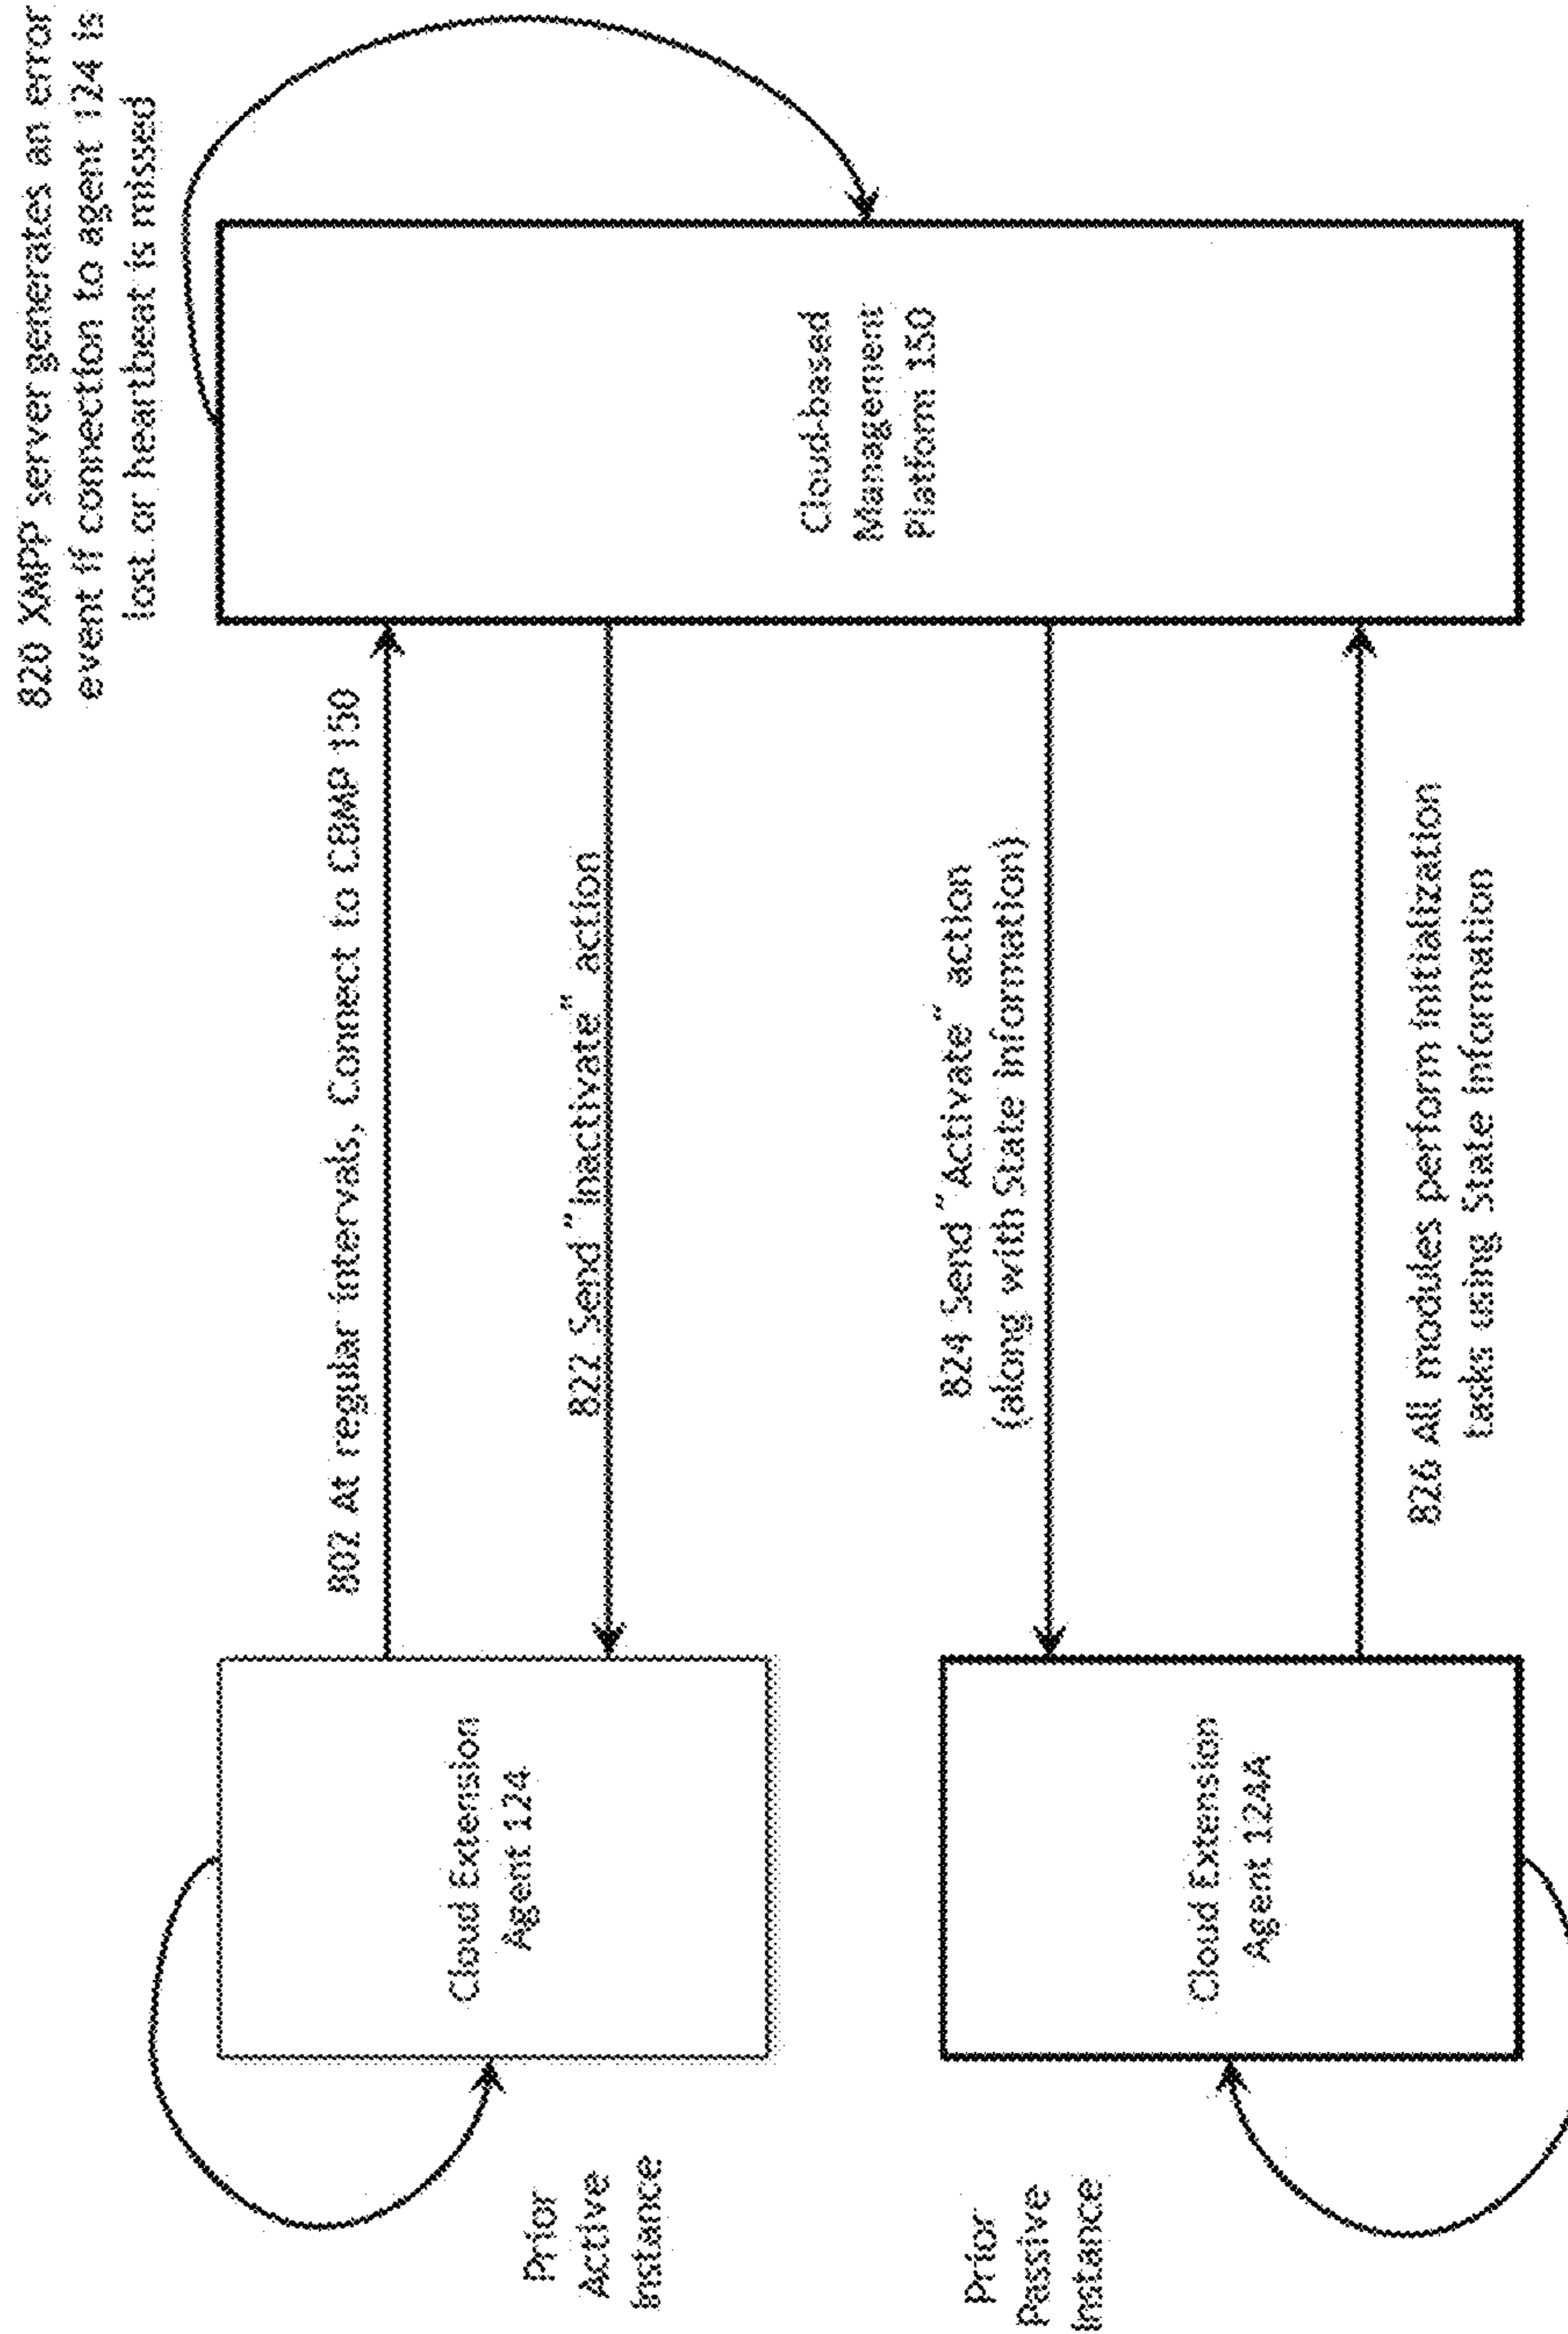 820 XMPP server generates an error
event if connection to agent 124 is
lost or heartbeat is missed
802 At regular intervals, Connect to CBMP 150
822 Send "Inactivate" action
824 Send "Activate" action
(along with State Information)
826 All modules perform initialization
tasks using State Information
Cloud Extension
Agent 124
Cloud Extension
Agent 124A
Cloud-based
Management
Platform 150
Prior
Active
Instance
Prior
Passive
Instance